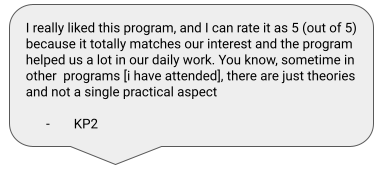 I really liked this program, and I can rate it as 5 (out of 5)
because it totally matches our interest and the program
helped us a lot in our daily work. You know, sometime in
other  programs [i have attended], there are just theories
and not a single practical aspect
-    KP2